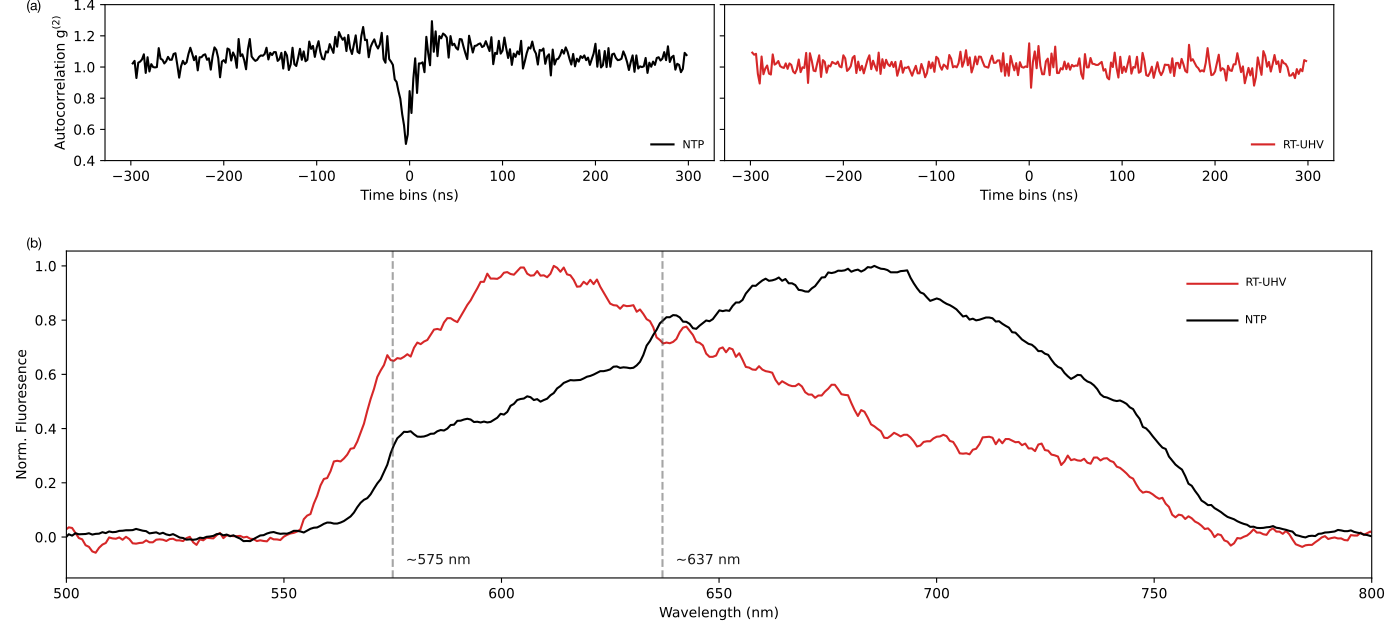 (a)
Autocorrelation g(2)
1.4
1.2
1.0
0.8
0.6
0.4
NTP
RT-UHV
−300 −200 −100 0 100 200 300
−300 −200 −100 0 100 200 300
Time bins (ns)
Time bins (ns)
(b)
Norm. Fluoresence
1.0
0.8
0.6
0.4
0.2
0.0
RT-UHV
NTP
~575 nm
~637 nm
500 550 600 650 700 750 800
Wavelength (nm)